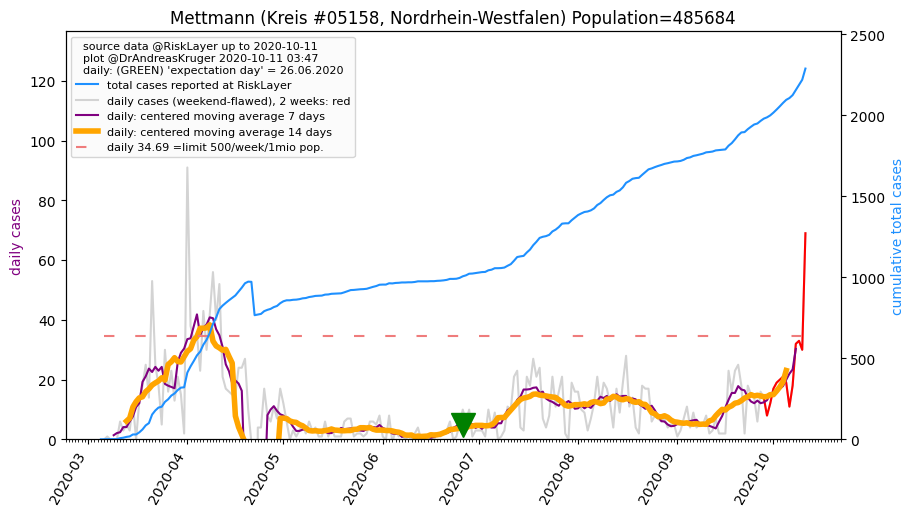 Mettmann (Kreis #05158, Nordrhein-Westfalen) Population=485684
source data @RiskLayer up to 2020-10-11
plot @DrAndreasKruger 2020-10-11 03:47
daily: (GREEN) 'expectation day' = 26.06.2020
total cases reported at RiskLayer
daily cases (weekend-flawed), 2 weeks: red
daily: centered moving average 7 days
daily: centered moving average 14 days
daily 34.69 =limit 500/week/1mio pop.
daily cases
120
100
80
60
40
20
0
2500
2000
1500
1000
500
0
cumulative total cases
2020-03
2020-04
2020-05
2020-06
2020-07
2020-08
2020-09
2020-10